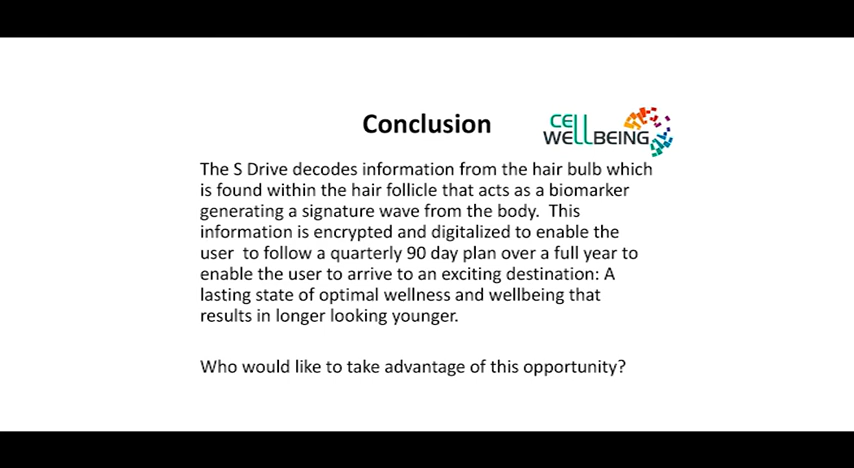 Conclusion
CELL
WELLBEING
The S Drive decodes information from the hair bulb which
is found within the hair follicle that acts as a biomarker
generating a signature wave from the body.  This
information is encrypted and digitalized to enable the
user  to follow a quarterly 90 day plan over a full year to
enable the user to arrive to an exciting destination: A
lasting state of optimal wellness and wellbeing that
results in longer looking younger.
Who would like to take advantage of this opportunity?